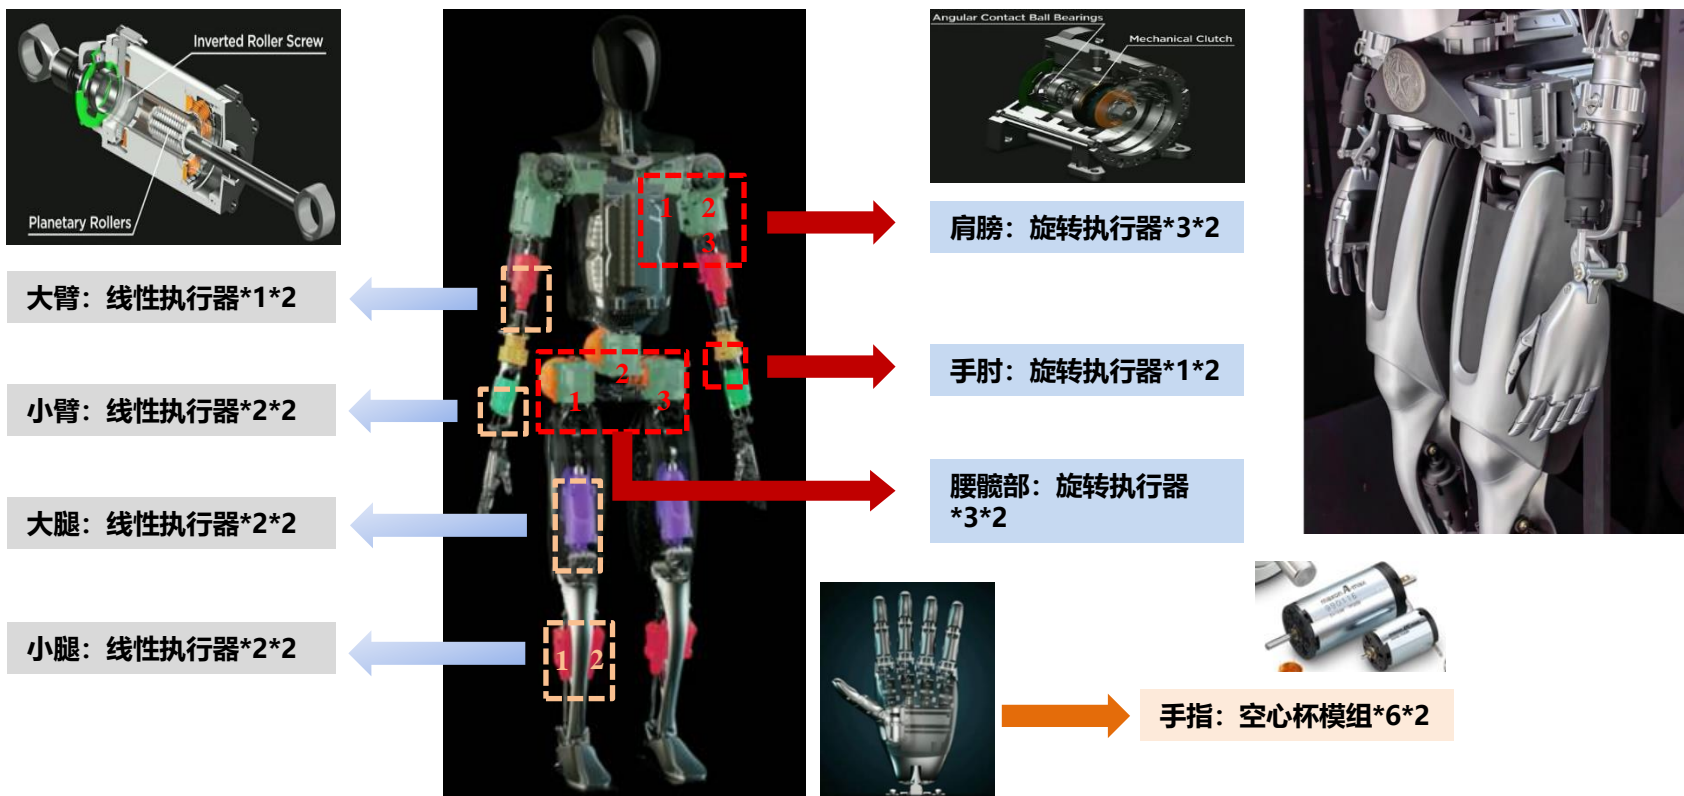 Inverted Roller Screw
Planetary Rollers
Angular Contact Ball Bearings
Mechanical Clutch
1
2
3
肩膀：旋转执行器*3*2
大臂：线性执行器*1*2
手肘：旋转执行器*1*2
小臂：线性执行器*2*2
2
1
3
腰髋部：旋转执行器
*3*2
大腿：线性执行器*2*2
小腿：线性执行器*2*2
1
2
maxon A-max
手指：空心杯模组*6*2